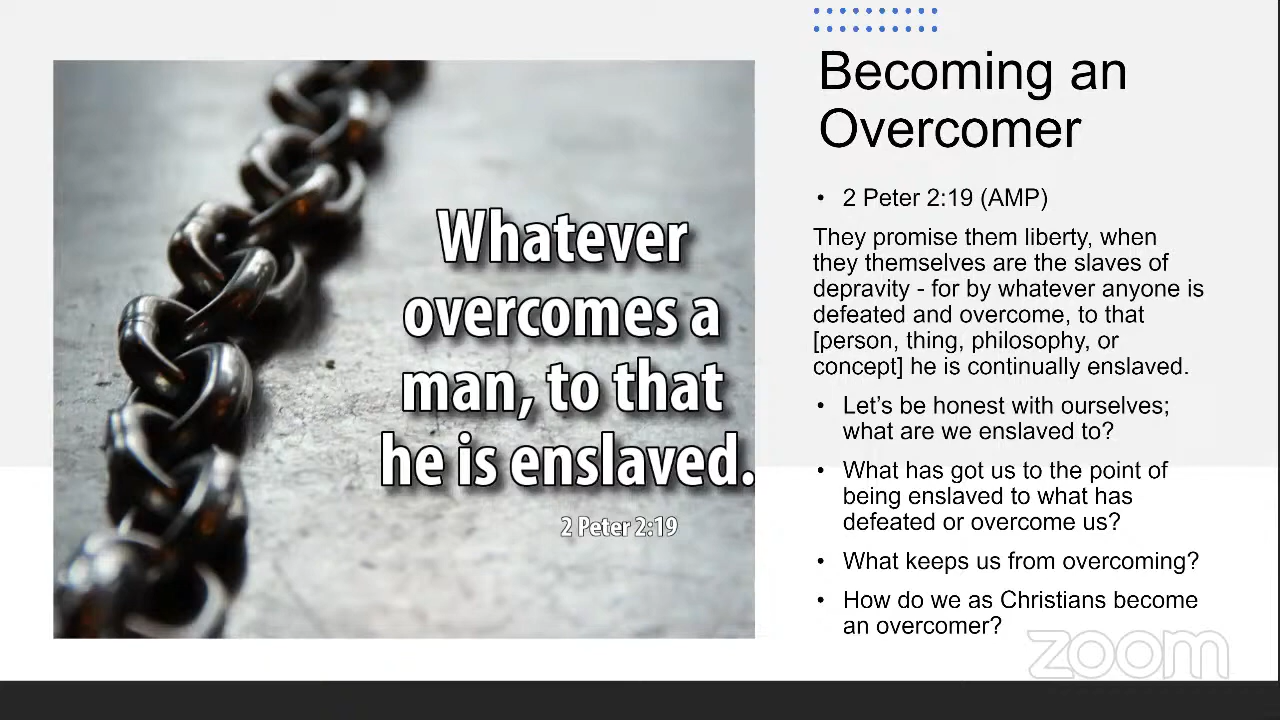 Whatever
overcomes a
man, to that
he is enslaved.
2 Peter 2:19
Becoming an
Overcomer
• 2 Peter 2:19 (AMP)
They promise them liberty, when
they themselves are the slaves of
depravity - for by whatever anyone is
defeated and overcome, to that
[person, thing, philosophy, or
concept] he is continually enslaved.
• Let’s be honest with ourselves;
what are we enslaved to?
• What has got us to the point of
being enslaved to what has
defeated or overcome us?
• What keeps us from overcoming?
• How do we as Christians become
an overcomer?
zoom